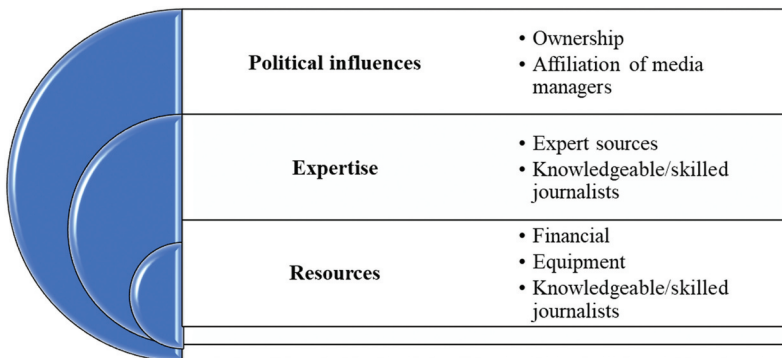 Political influences
• Ownership
• Affiliation of media
managers
Expertise
• Expert sources
• Knowledgeable/skilled
journalists
Resources
• Financial
• Equipment
• Knowledgeable/skilled
journalists